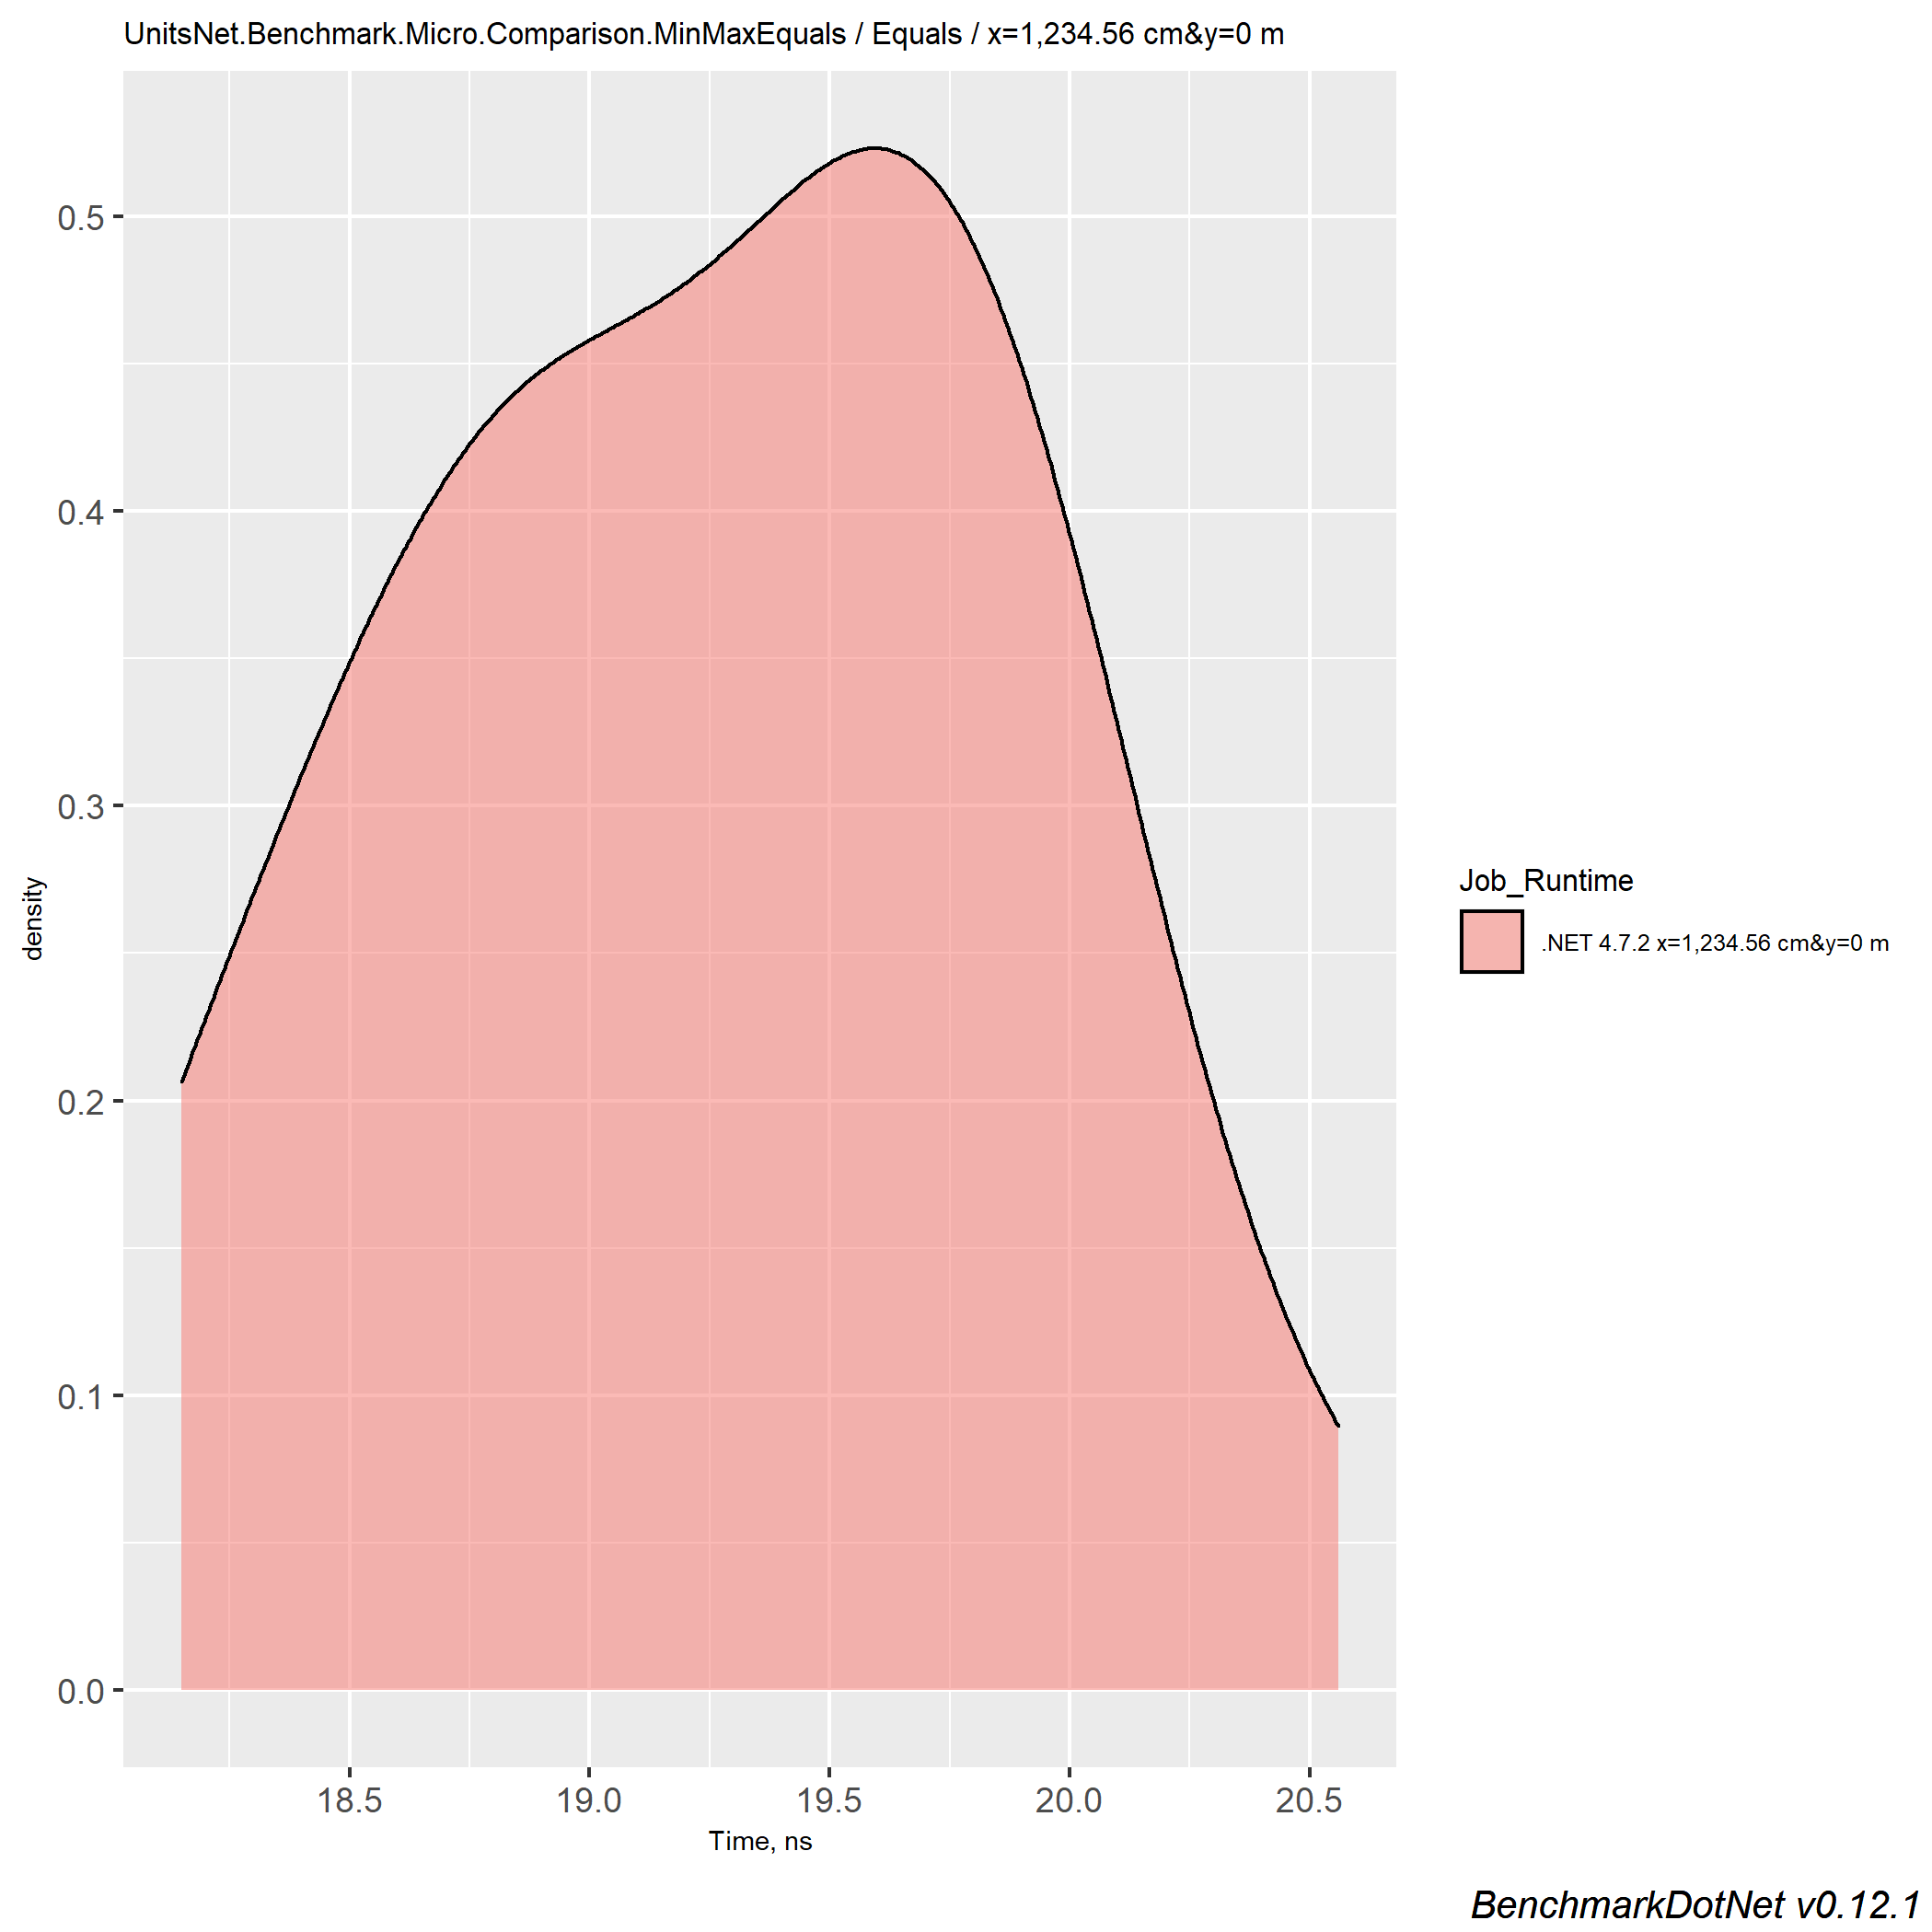 UnitsNet.Benchmark.Micro.Comparison.MinMaxEquals / Equals / x=1,234.56 cm&y=0 m
0.5
0.4
0.3
0.2
0.1
0.0
density
18.5 19.0 19.5 20.0 20.5
Time, ns
Job_Runtime
.NET 4.7.2 x=1,234.56 cm&y=0 m
BenchmarkDotNet v0.12.1